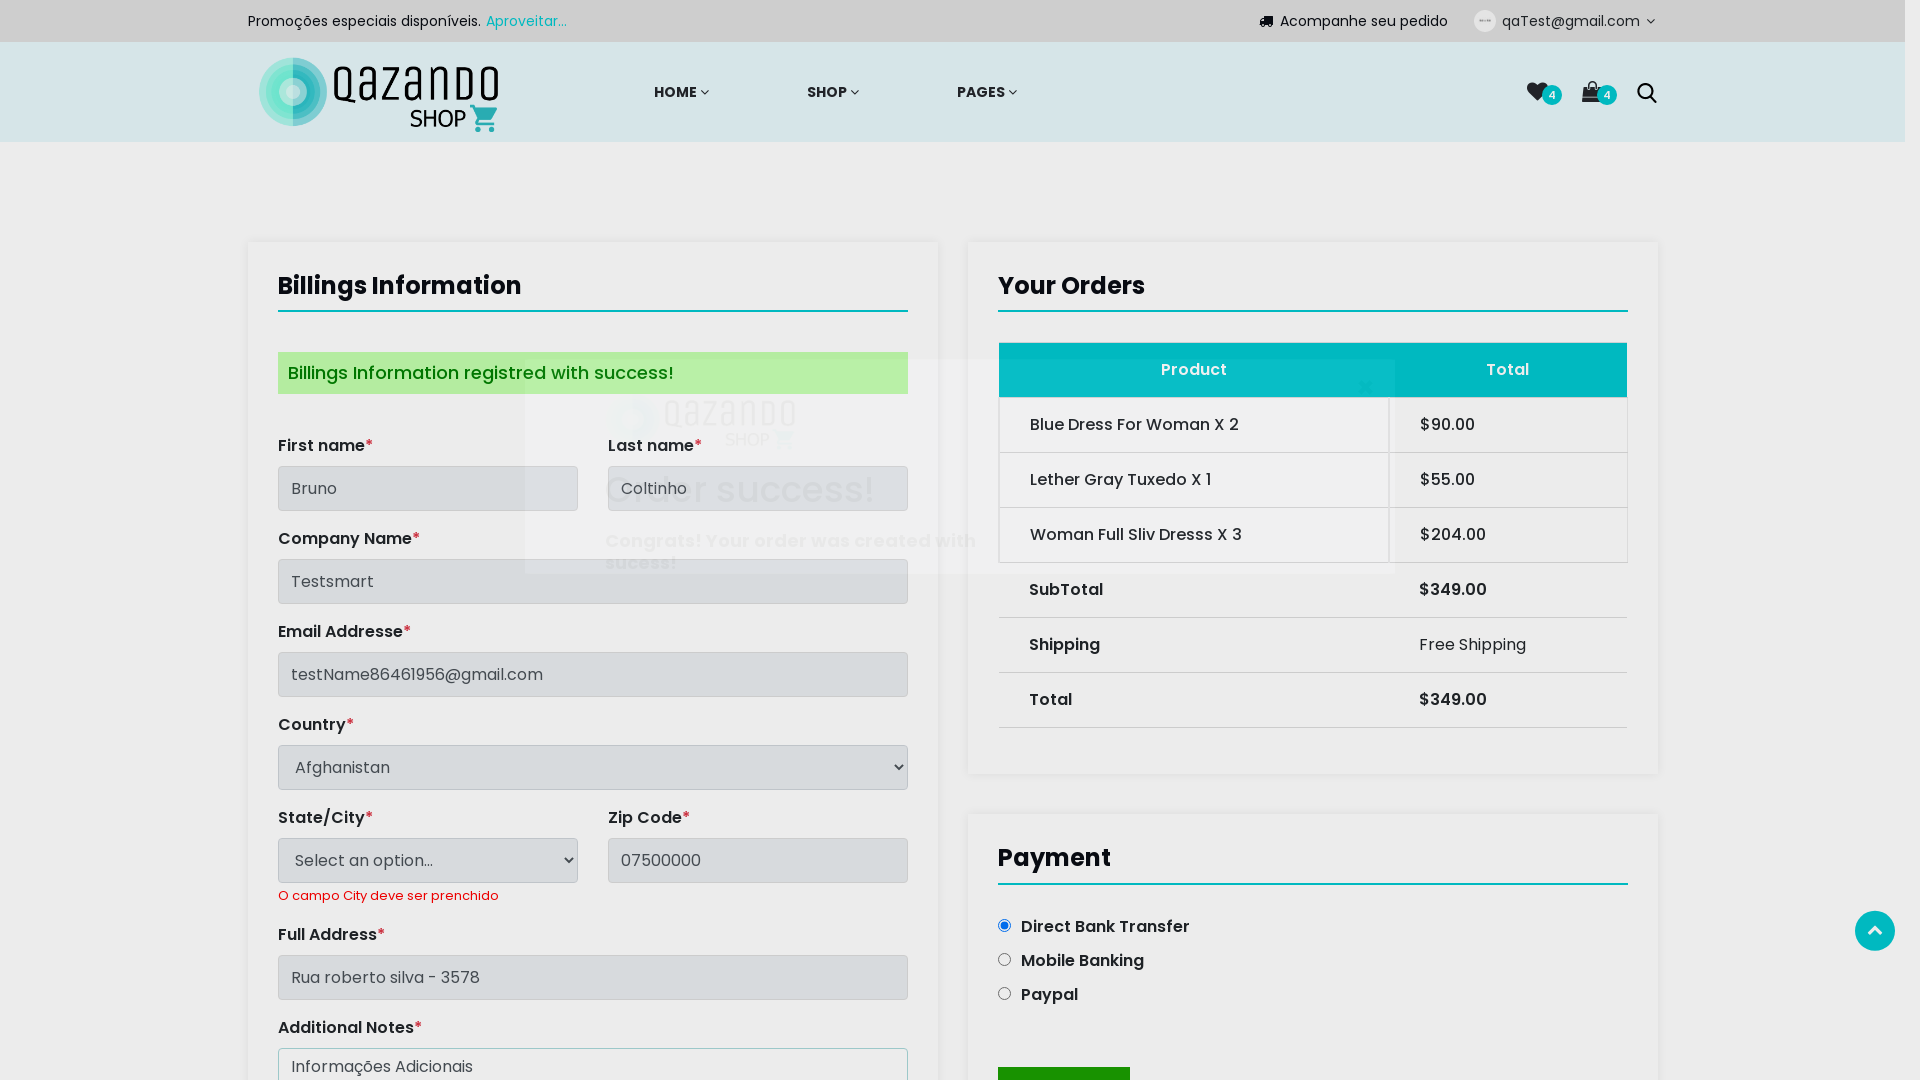 Promoções especiais disponíveis. Aproveitar...
Acompanhe seu pedido
qaTest@gmail.com
QAZANDO
SHOP
HOME
SHOP
PAGES
4
4
Billings Information
Billings Information registred with success!
First name*
Last name*
Bruno
Coltinho
Company Name*
Testsmart
Email Addresse*
testName86461956@gmail.com
Country*
Afghanistan
State/City*
Zip Code*
Select an option...
07500000
O campo City deve ser prenchido
Full Address*
Rua roberto silva - 3578
Additional Notes*
Informações Adicionais
QAZANDO
SHOP
Order success!
Congrats! Your order was created with
sucess!
Your Orders
Product Total
Blue Dress For Woman X 2 $90.00
Lether Gray Tuxedo X 1 $55.00
Woman Full Sliv Dresss X 3 $204.00
SubTotal $349.00
Shipping Free Shipping
Total $349.00
Payment
Direct Bank Transfer
Mobile Banking
Paypal